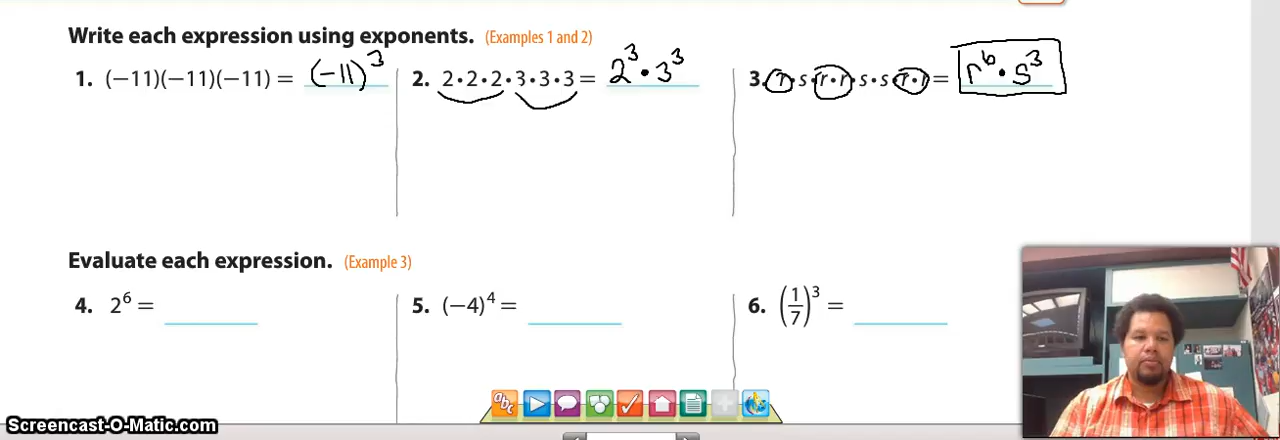 Write each expression using exponents. (Examples 1 and 2)
1. (−11)(−11)(−11) = (−11)³
2. 2 • 2 • 2 • 3 • 3 • 3 = 2³ • 3³
3. r • s • r • r • s • s • r • r = r⁶ • s³
Evaluate each expression. (Example 3)
4. 2⁶ =
5. (−4)⁴ =
6. (1/7)³ =
abc
Screencast-O-Matic.com